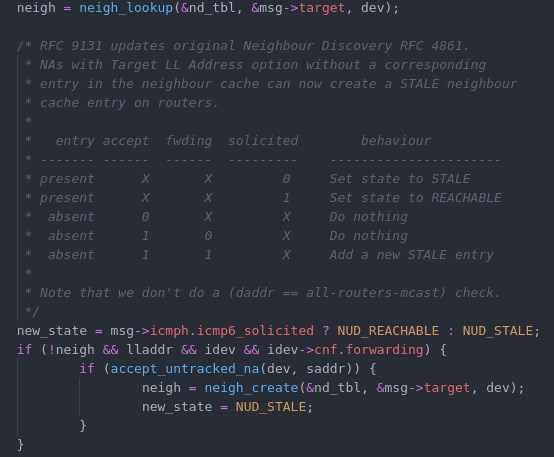 neigh = neigh_lookup(&nd_tbl, &msg->target, dev);

/* RFC 9131 updates original Neighbour Discovery RFC 4861.
 * NAs with Target LL Address option without a corresponding
 * entry in the neighbour cache can now create a STALE neighbour
 * cache entry on routers.
 *
 *   entry accept  fwding  solicited        behaviour
 * ------- ------  ------  ---------    ----------------------
 * present      X       X         0     Set state to STALE
 * present      X       X         1     Set state to REACHABLE
 *  absent      0       X         X     Do nothing
 *  absent      1       0         X     Do nothing
 *  absent      1       1         X     Add a new STALE entry
 *
 * Note that we don't do a (daddr == all-routers-mcast) check.
 */
new_state = msg->icmph.icmp6_solicited ? NUD_REACHABLE : NUD_STALE;
if (!neigh && lladdr && idev && idev->cnf.forwarding) {
        if (accept_untracked_na(dev, saddr)) {
                neigh = neigh_create(&nd_tbl, &msg->target, dev);
                new_state = NUD_STALE;
        }
}